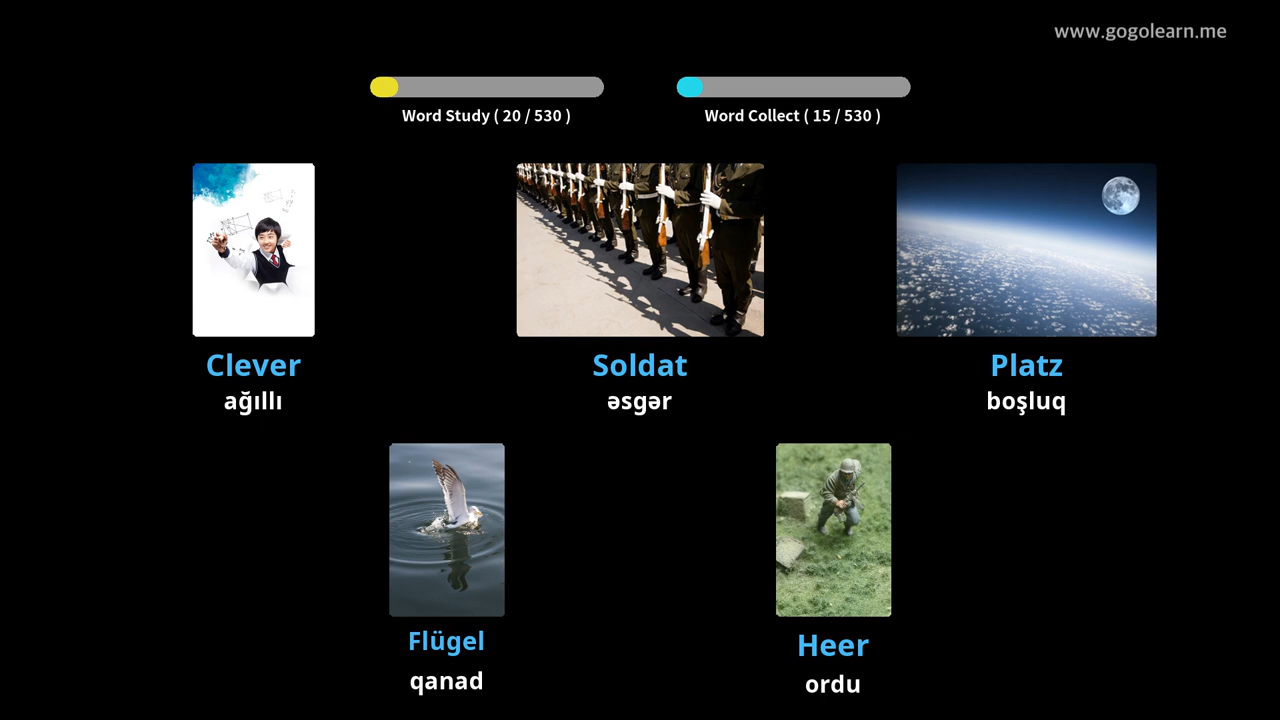 www.gogolearn.me
Word Study ( 20 / 530 )
Word Collect ( 15 / 530 )
Clever
ağıllı
Soldat
əsgər
Platz
boşluq
Flügel
qanad
Heer
ordu